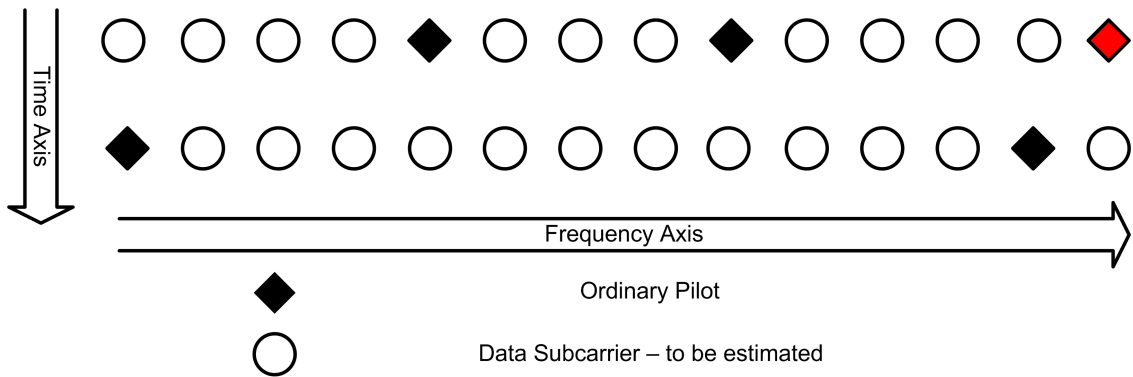 Time Axis
Frequency Axis
Ordinary Pilot
Data Subcarrier – to be estimated